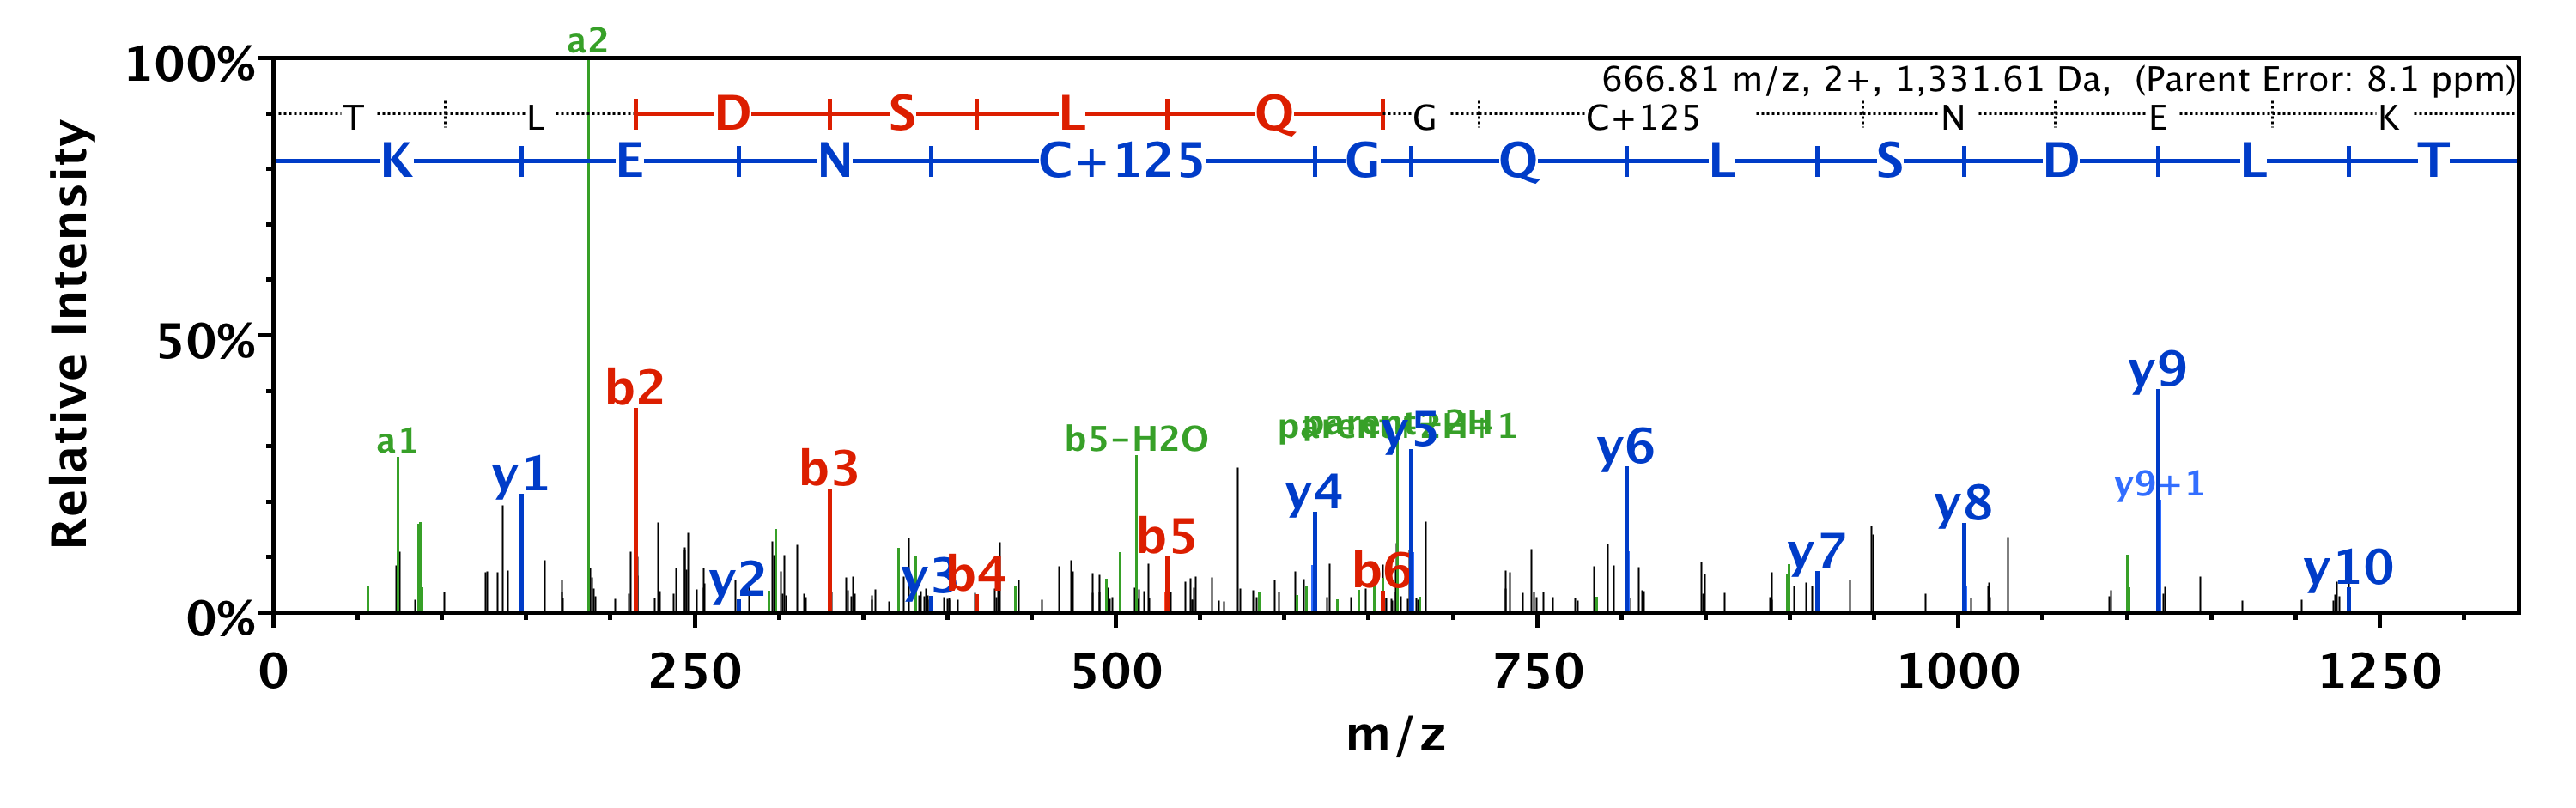 a2
100%
666.81 m/z, 2+, 1,331.61 Da, (Parent Error: 8.1 ppm)
T L D S L Q G C+125 N E K
K E N C+125 G Q L S D L T
Relative Intensity
50%
y9
b2
y5
a1
b5-H2O
y6
y1
b3
y4
y9+1
y8
b5
y7
y2
y3
b4
b6
y10
0%
0 250 500 750 1000 1250
m/z